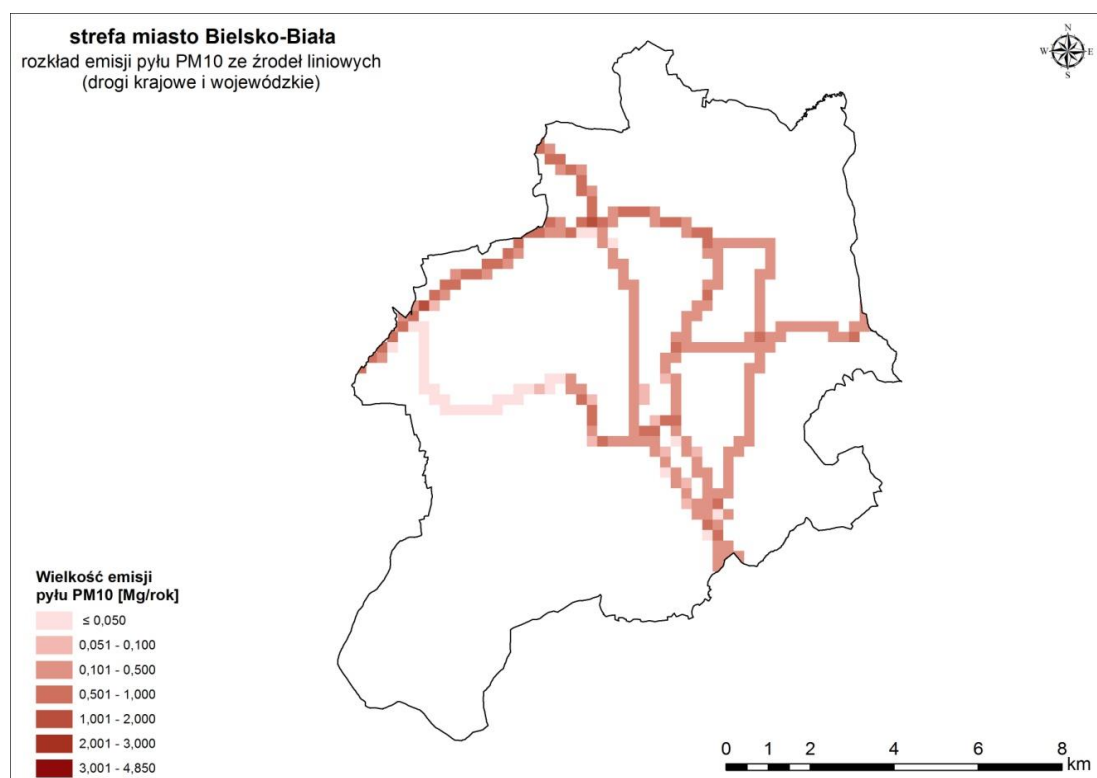 strefa miasto Bielsko-Biała
rozkład emisji pyłu PM10 ze źrodeł liniowych
(drogi krajowe i wojewódzkie)
N
W E
S
Wielkość emisji
pyłu PM10 [Mg/rok]
≤ 0,050
0,051 - 0,100
0,101 - 0,500
0,501 - 1,000
1,001 - 2,000
2,001 - 3,000
3,001 - 4,850
0 1 2 4 6 8
km